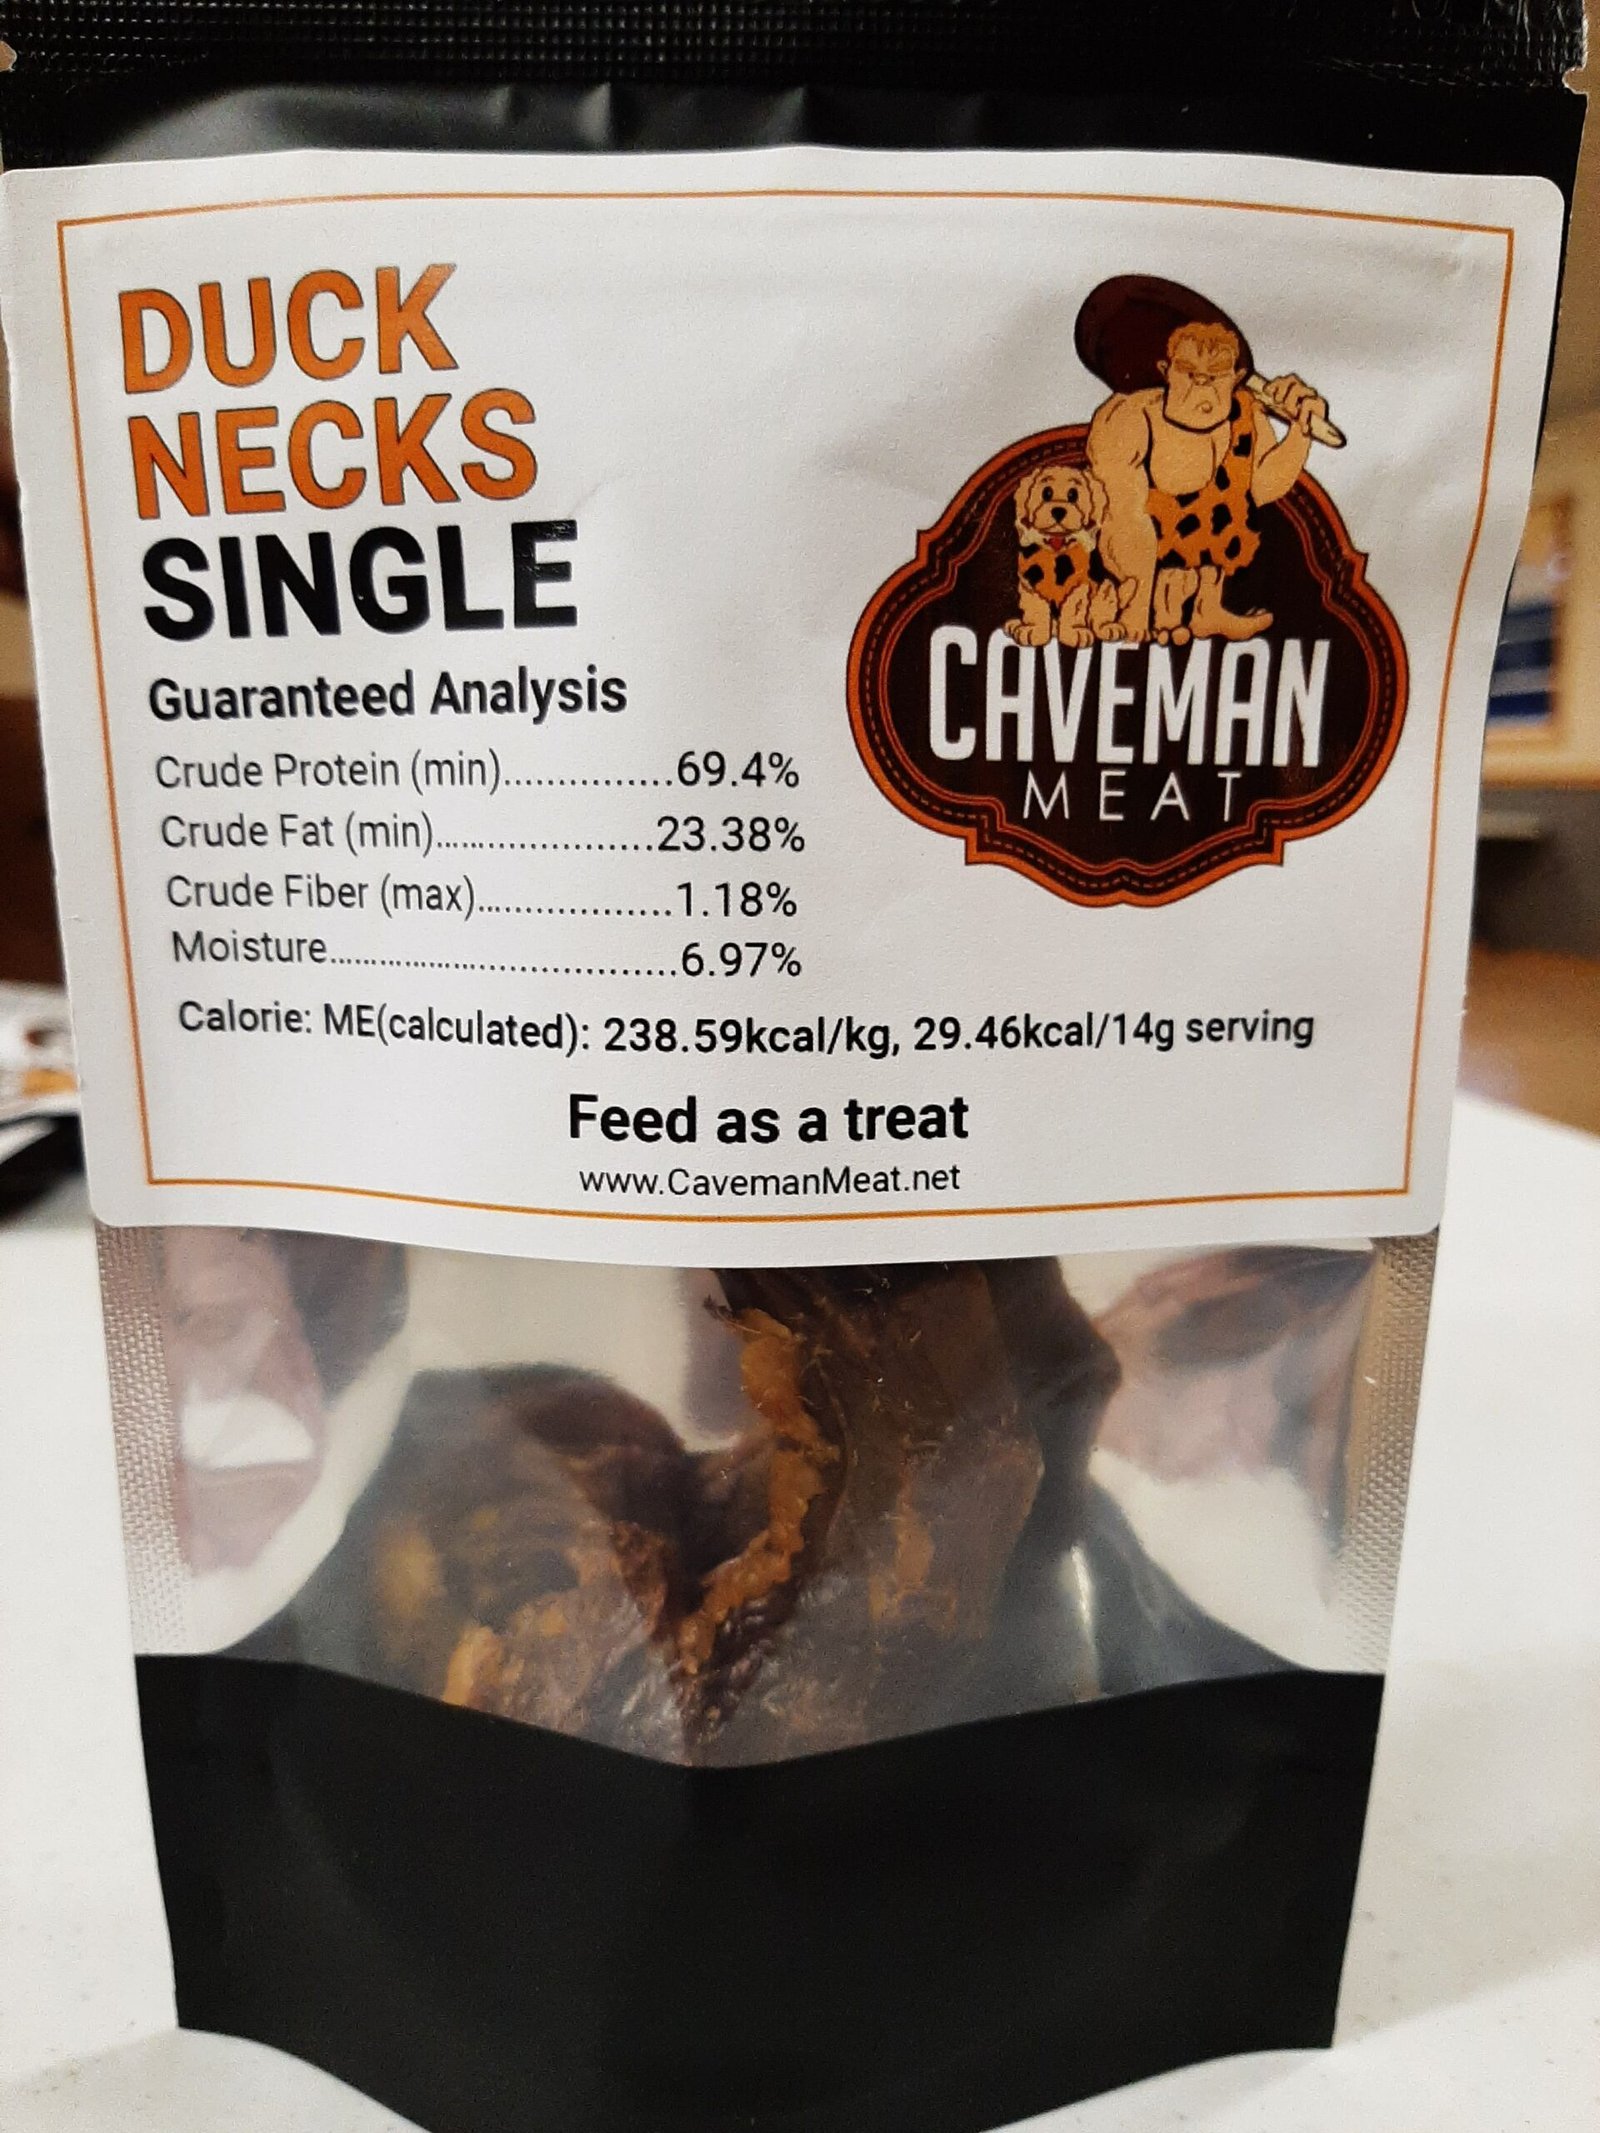 DUCK
NECKS
SINGLE
Guaranteed Analysis
Crude Protein (min)................69.4%
Crude Fat (min)......................23.38%
Crude Fiber (max)...................1.18%
Moisture....................................6.97%
Calorie: ME(calculated): 238.59kcal/kg, 29.46kcal/14g serving
Feed as a treat
www.CavemanMeat.net
CAVEMAN
MEAT